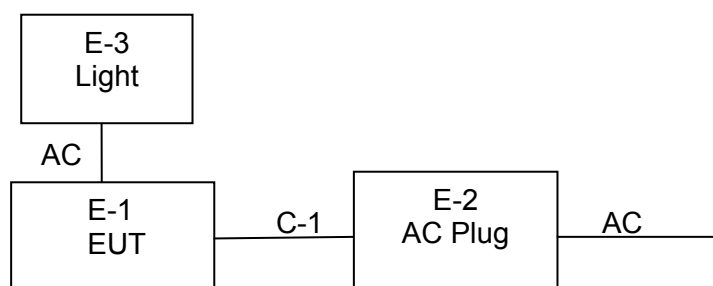 E-3
Light
AC
E-1
EUT
C-1
E-2
AC Plug
AC